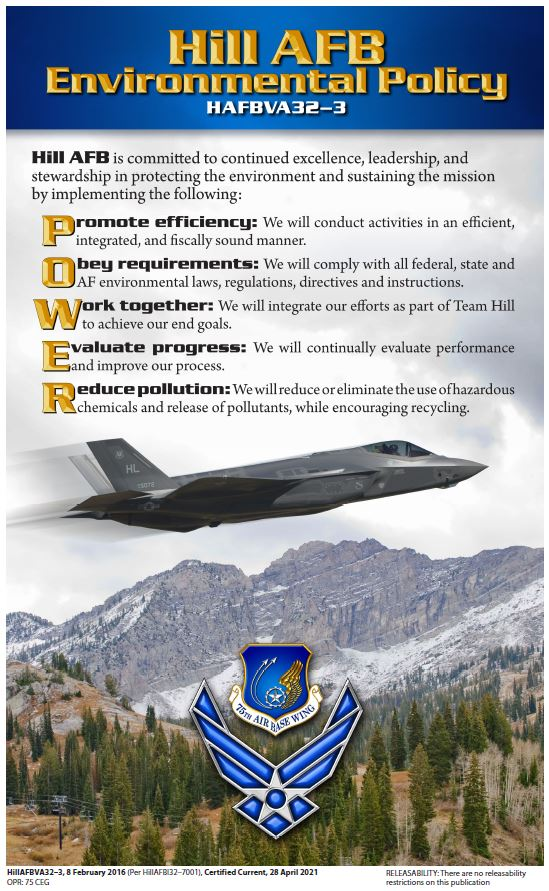 Hill AFB
Environmental Policy
HAFBVA32–3
Hill AFB is committed to continued excellence, leadership, and
stewardship in protecting the environment and sustaining the mission
by implementing the following:
Promote efficiency: We will conduct activities in an efficient,
integrated, and fiscally sound manner.
Obey requirements: We will comply with all federal, state and
AF environmental laws, regulations, directives and instructions.
Work together: We will integrate our efforts as part of Team Hill
to achieve our end goals.
Evaluate progress: We will continually evaluate performance
and improve our process.
Reduce pollution: We will reduce or eliminate the use of hazardous
chemicals and release of pollutants, while encouraging recycling.
HL
75TH AIR BASE WING
HillAFBVA32–3, 8 February 2016 (Per HillAFBI32–7001), Certified Current, 28 April 2021
OPR: 75 CEG
RELEASABILITY: There are no releasability
restrictions on this publication